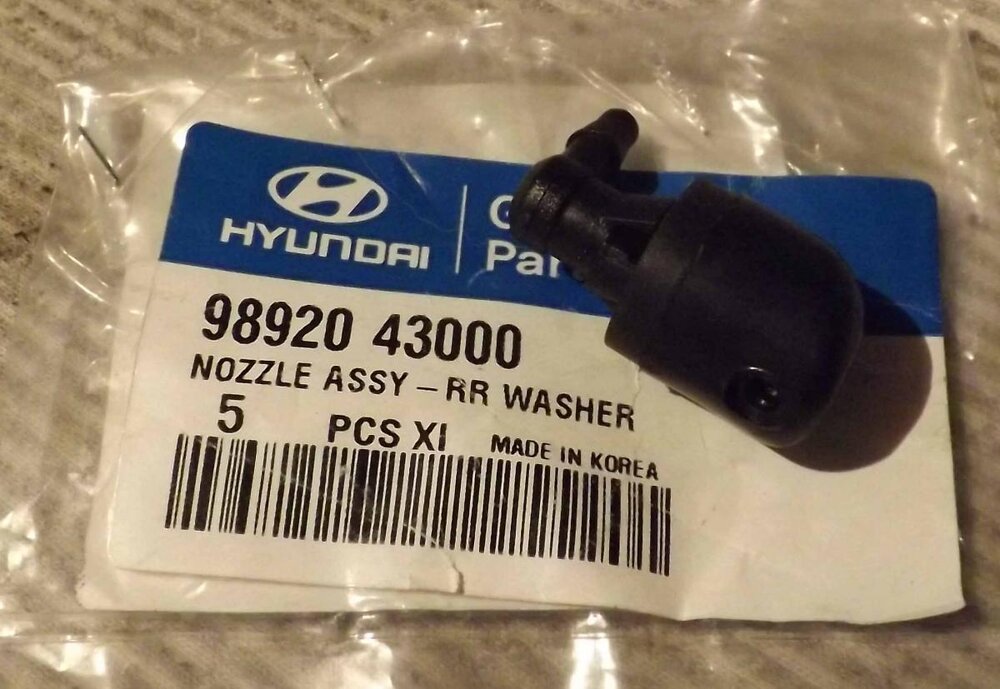 HYUNDAI
98920 43000
NOZZLE ASSY – RR WASHER
5 PCS XI MADE IN KOREA